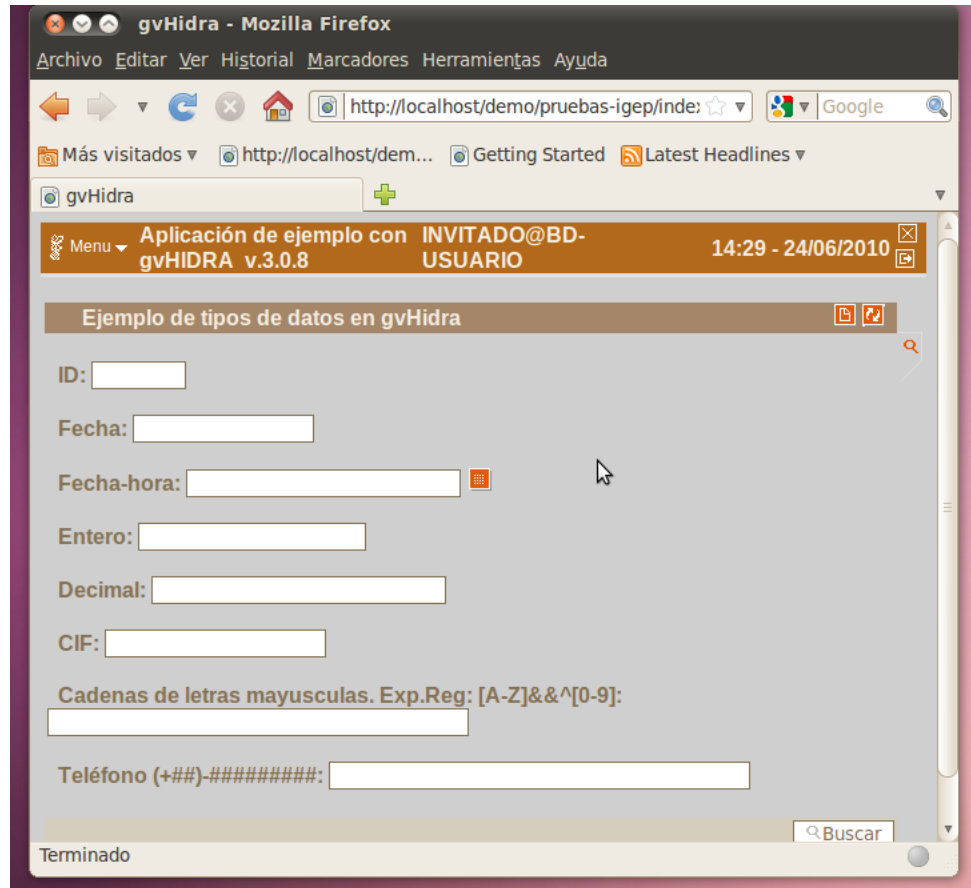 gvHidra - Mozilla Firefox
Archivo Editar Ver Historial Marcadores Herramientas Ayuda
http://localhost/demo/pruebas-igep/index
Google
Más visitados
http://localhost/dem...
Getting Started
Latest Headlines
gvHidra
Menu
Aplicación de ejemplo con
gvHIDRA v.3.0.8
INVITADO@BD-
USUARIO
14:29 - 24/06/2010
Ejemplo de tipos de datos en gvHidra
ID:
Fecha:
Fecha-hora:
Entero:
Decimal:
CIF:
Cadenas de letras mayusculas. Exp.Reg: [A-Z]&&^[0-9]:
Teléfono (+##)-#########:
Buscar
Terminado